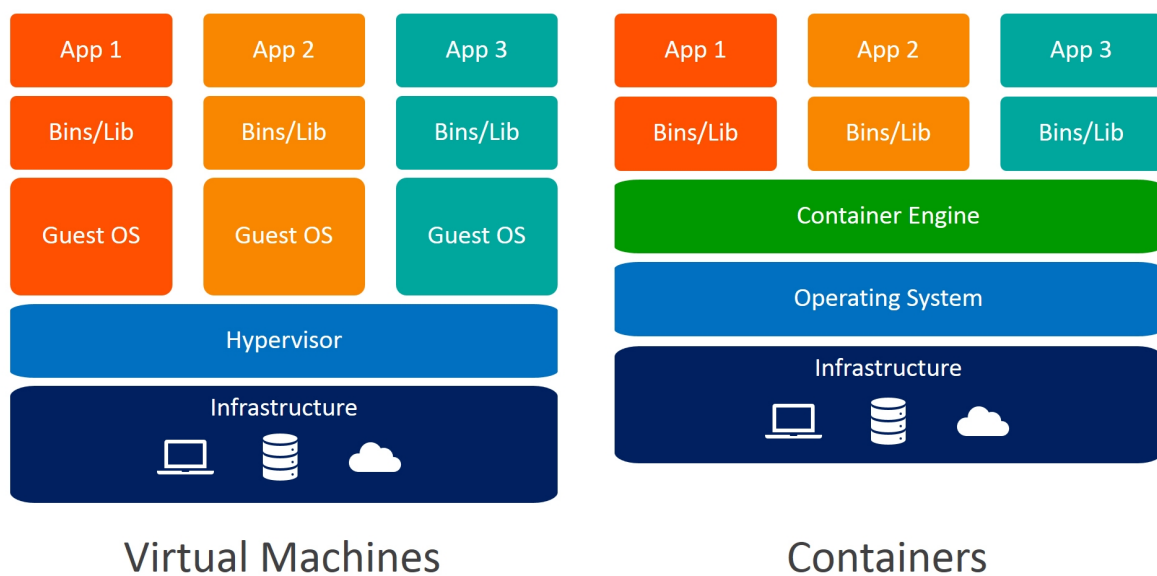 App 1
App 2
App 3
Bins/Lib
Bins/Lib
Bins/Lib
Guest OS
Guest OS
Guest OS
Hypervisor
Infrastructure
Virtual Machines
App 1
App 2
App 3
Bins/Lib
Bins/Lib
Bins/Lib
Container Engine
Operating System
Infrastructure
Containers